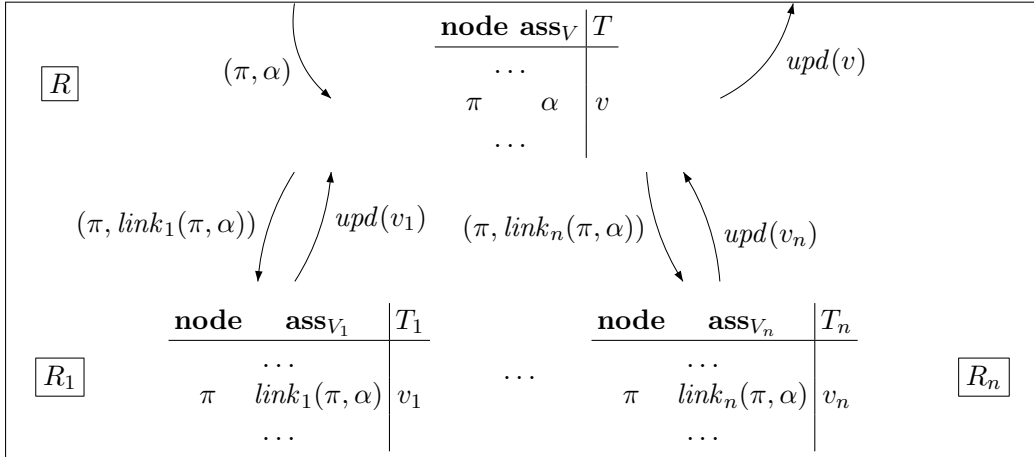 node ass_V T
...
(π, α)
upd(v)
R
π α v
...
(π, link_1(π, α))
upd(v_1)
(π, link_n(π, α))
upd(v_n)
node ass_{V_1} T_1
node ass_{V_n} T_n
...
...
R_1
π link_1(π, α) v_1
...
π link_n(π, α) v_n
R_n
...
...